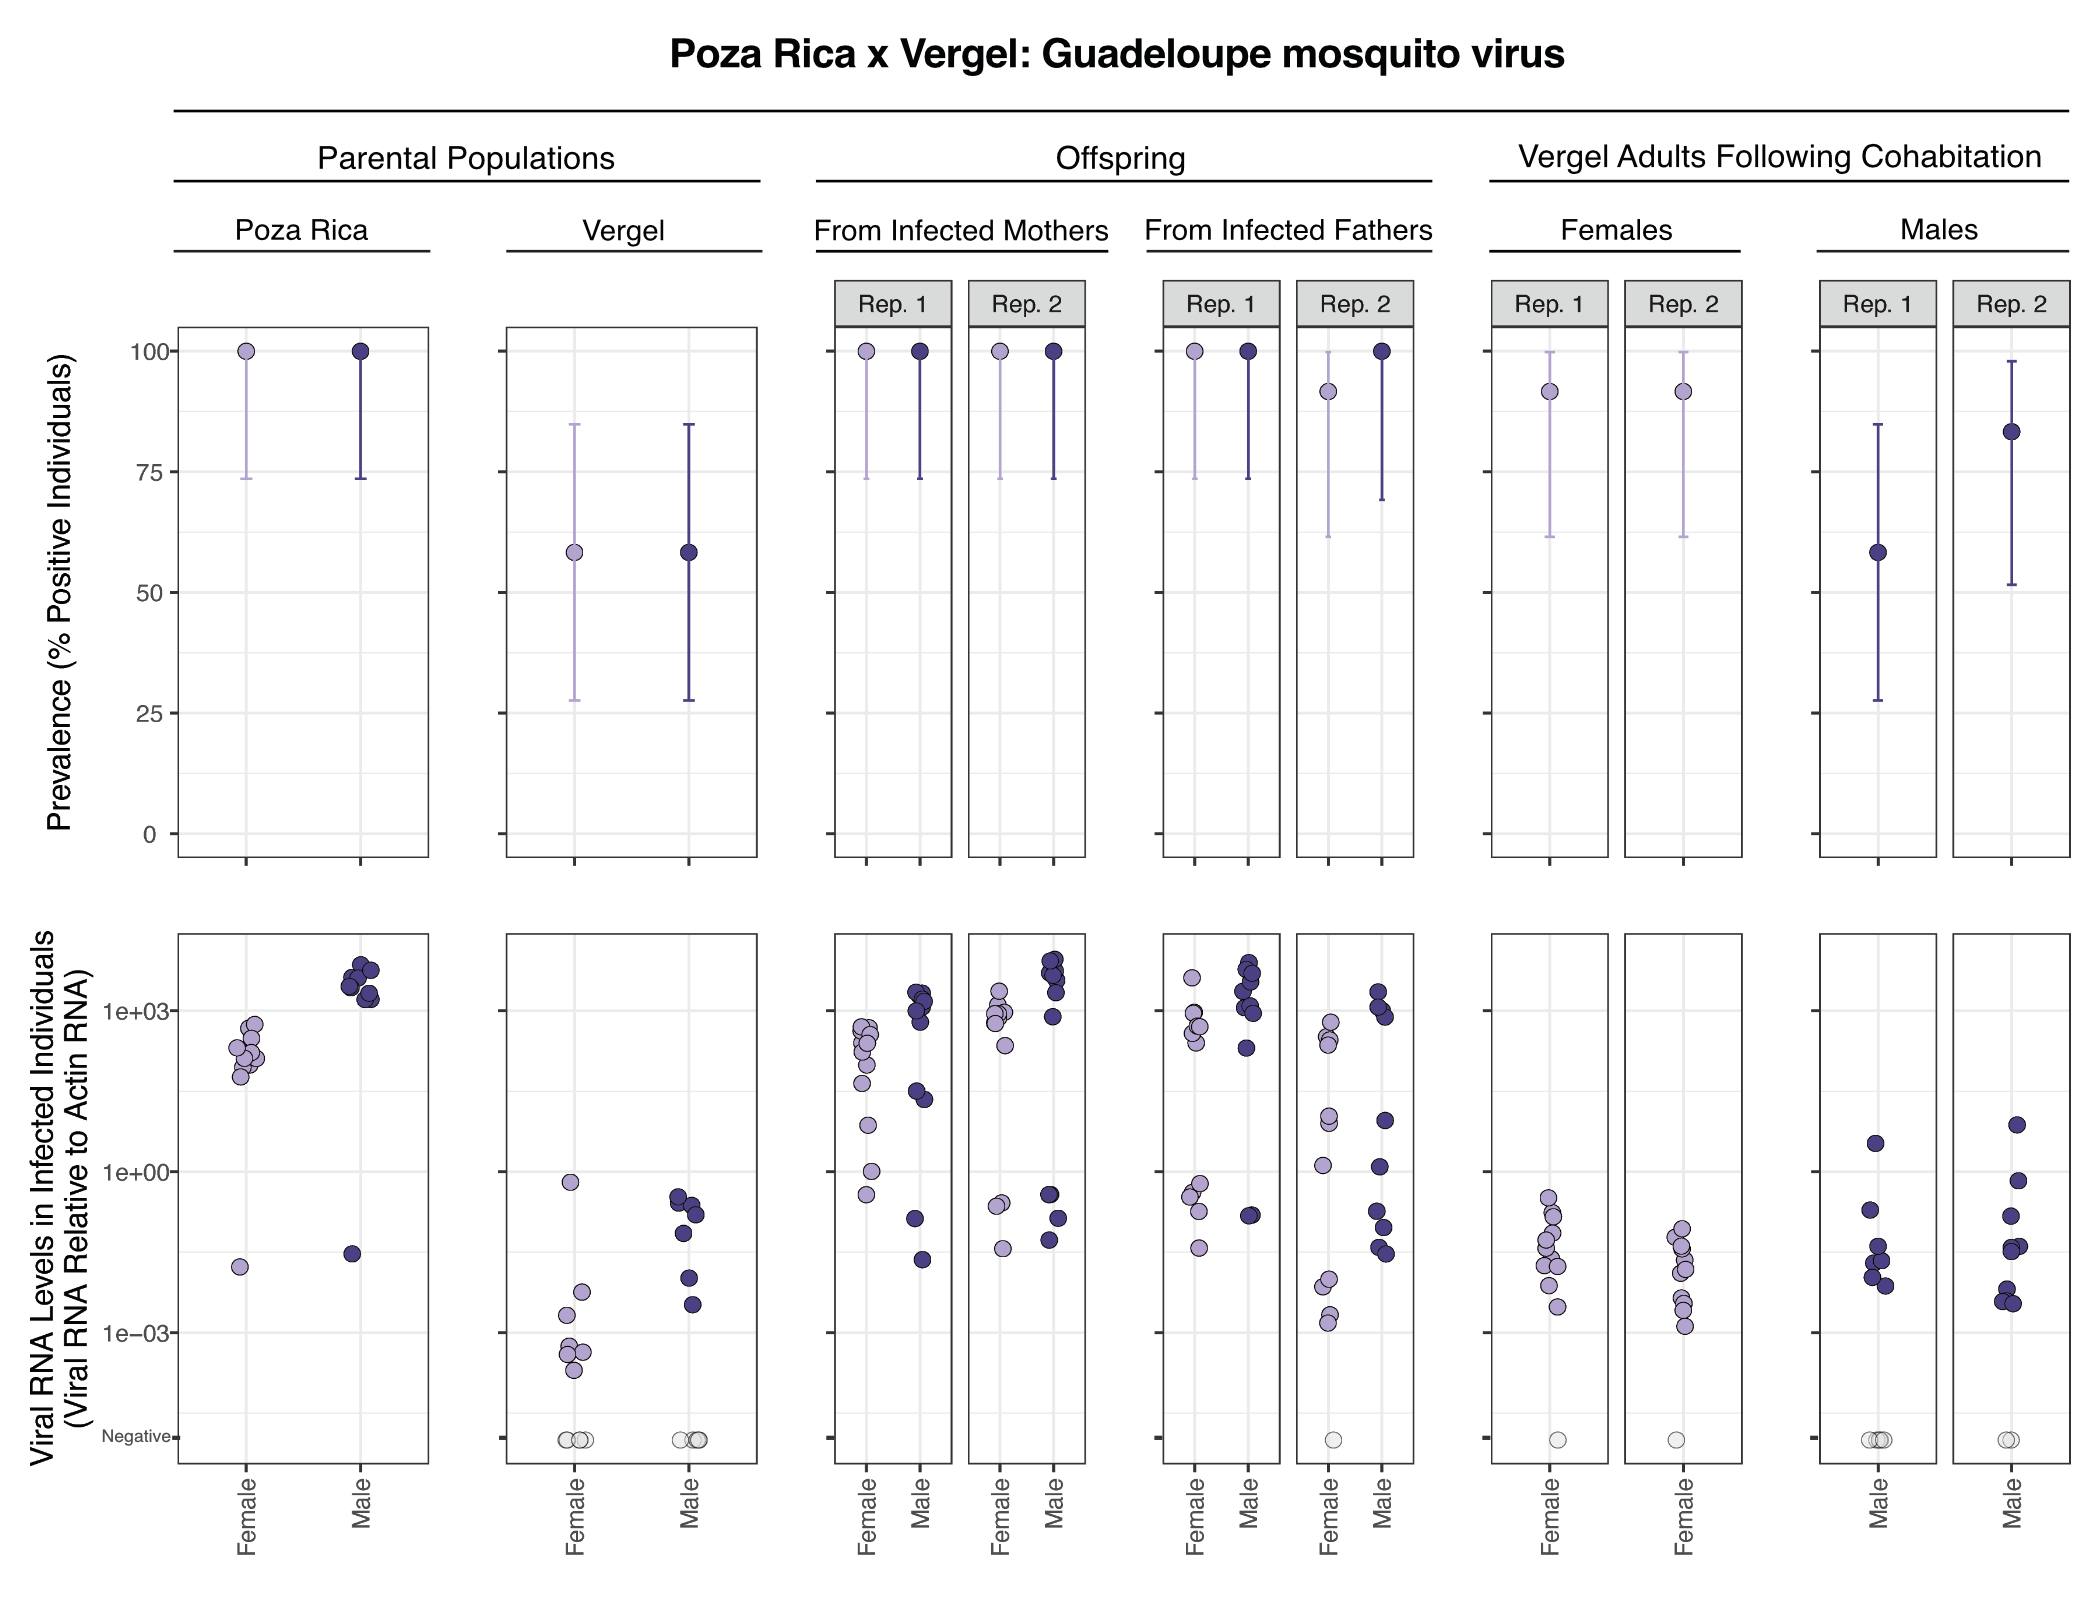 Poza Rica x Vergel: Guadeloupe mosquito virus
Parental Populations
Offspring
Vergel Adults Following Cohabitation
Poza Rica
Vergel
From Infected Mothers
From Infected Fathers
Females
Males
Rep. 1
Rep. 2
Rep. 1
Rep. 2
Rep. 1
Rep. 2
Rep. 1
Rep. 2
Prevalence (% Positive Individuals)
100
75
50
25
0
Viral RNA Levels in Infected Individuals
(Viral RNA Relative to Actin RNA)
1e+03
1e+00
1e−03
Negative
Female
Male
Female
Male
Female
Male
Female
Male
Female
Male
Female
Male
Female
Female
Male
Male